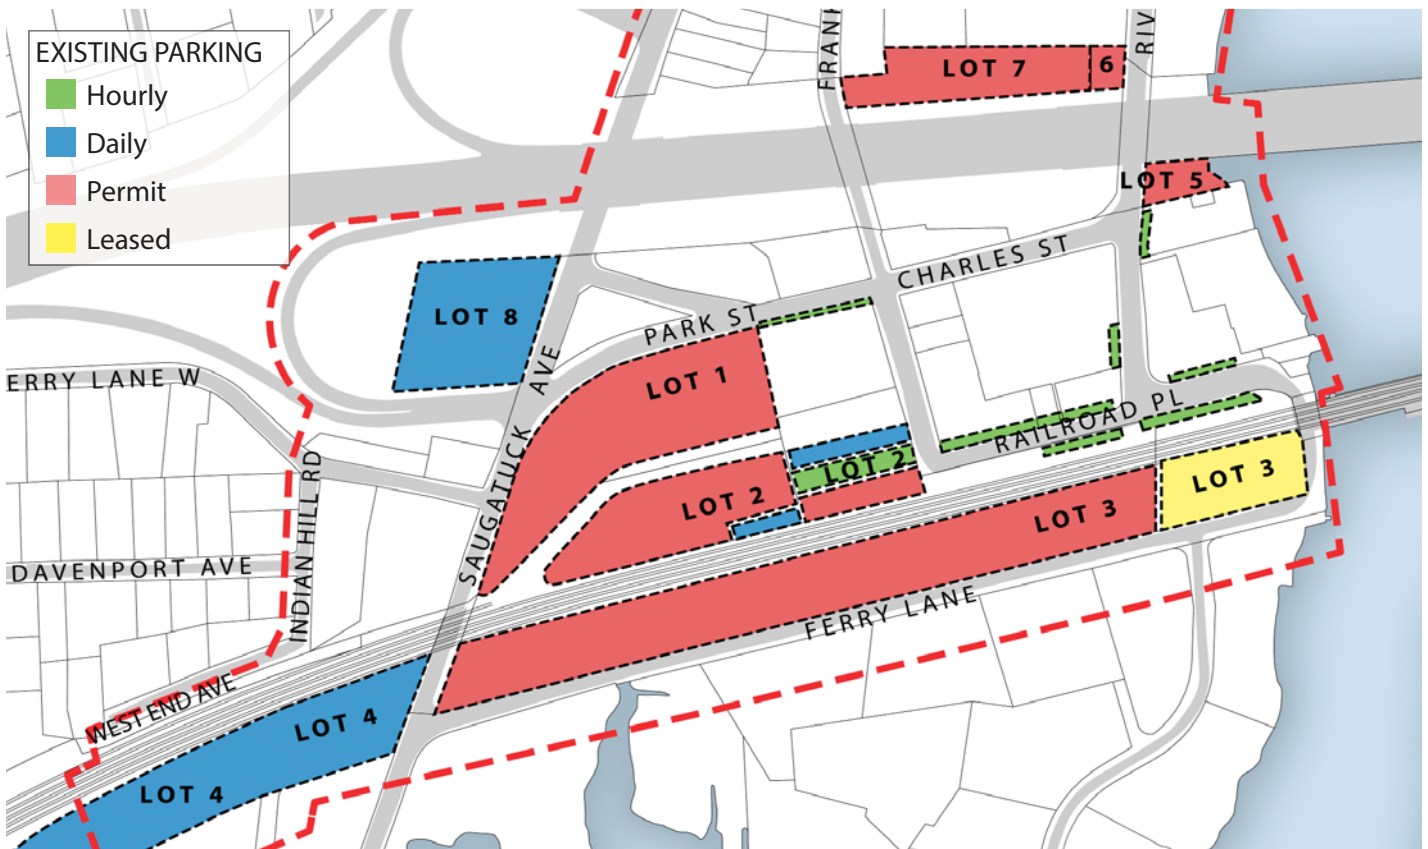 EXISTING PARKING
Hourly
Daily
Permit
Leased
FRAN
RIV
LOT 7
6
LOT 5
CHARLES ST
LOT 8
PARK ST
SAUGATUCK AVE
LOT 1
ERRY LANE W
RAILROAD PL
LOT 2
LOT 2
LOT 3
LOT 3
INDIAN HILL RD
DAVENPORT AVE
FERRY LANE
WEST END AVE
LOT 4
LOT 4